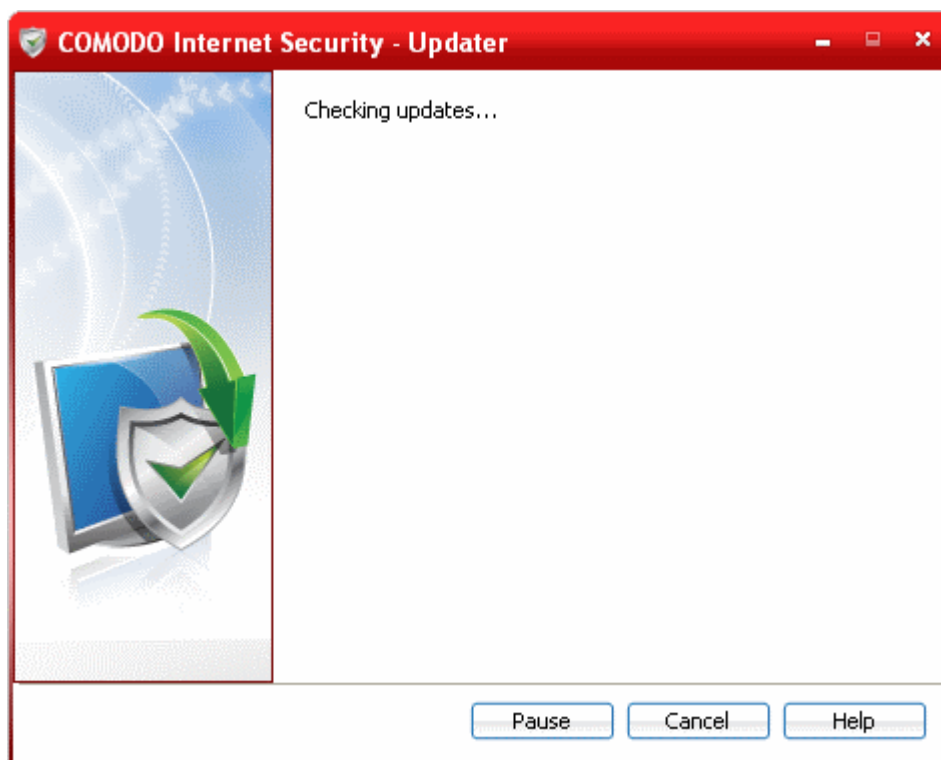 COMODO Internet Security - Updater
Checking updates...
Pause
Cancel
Help